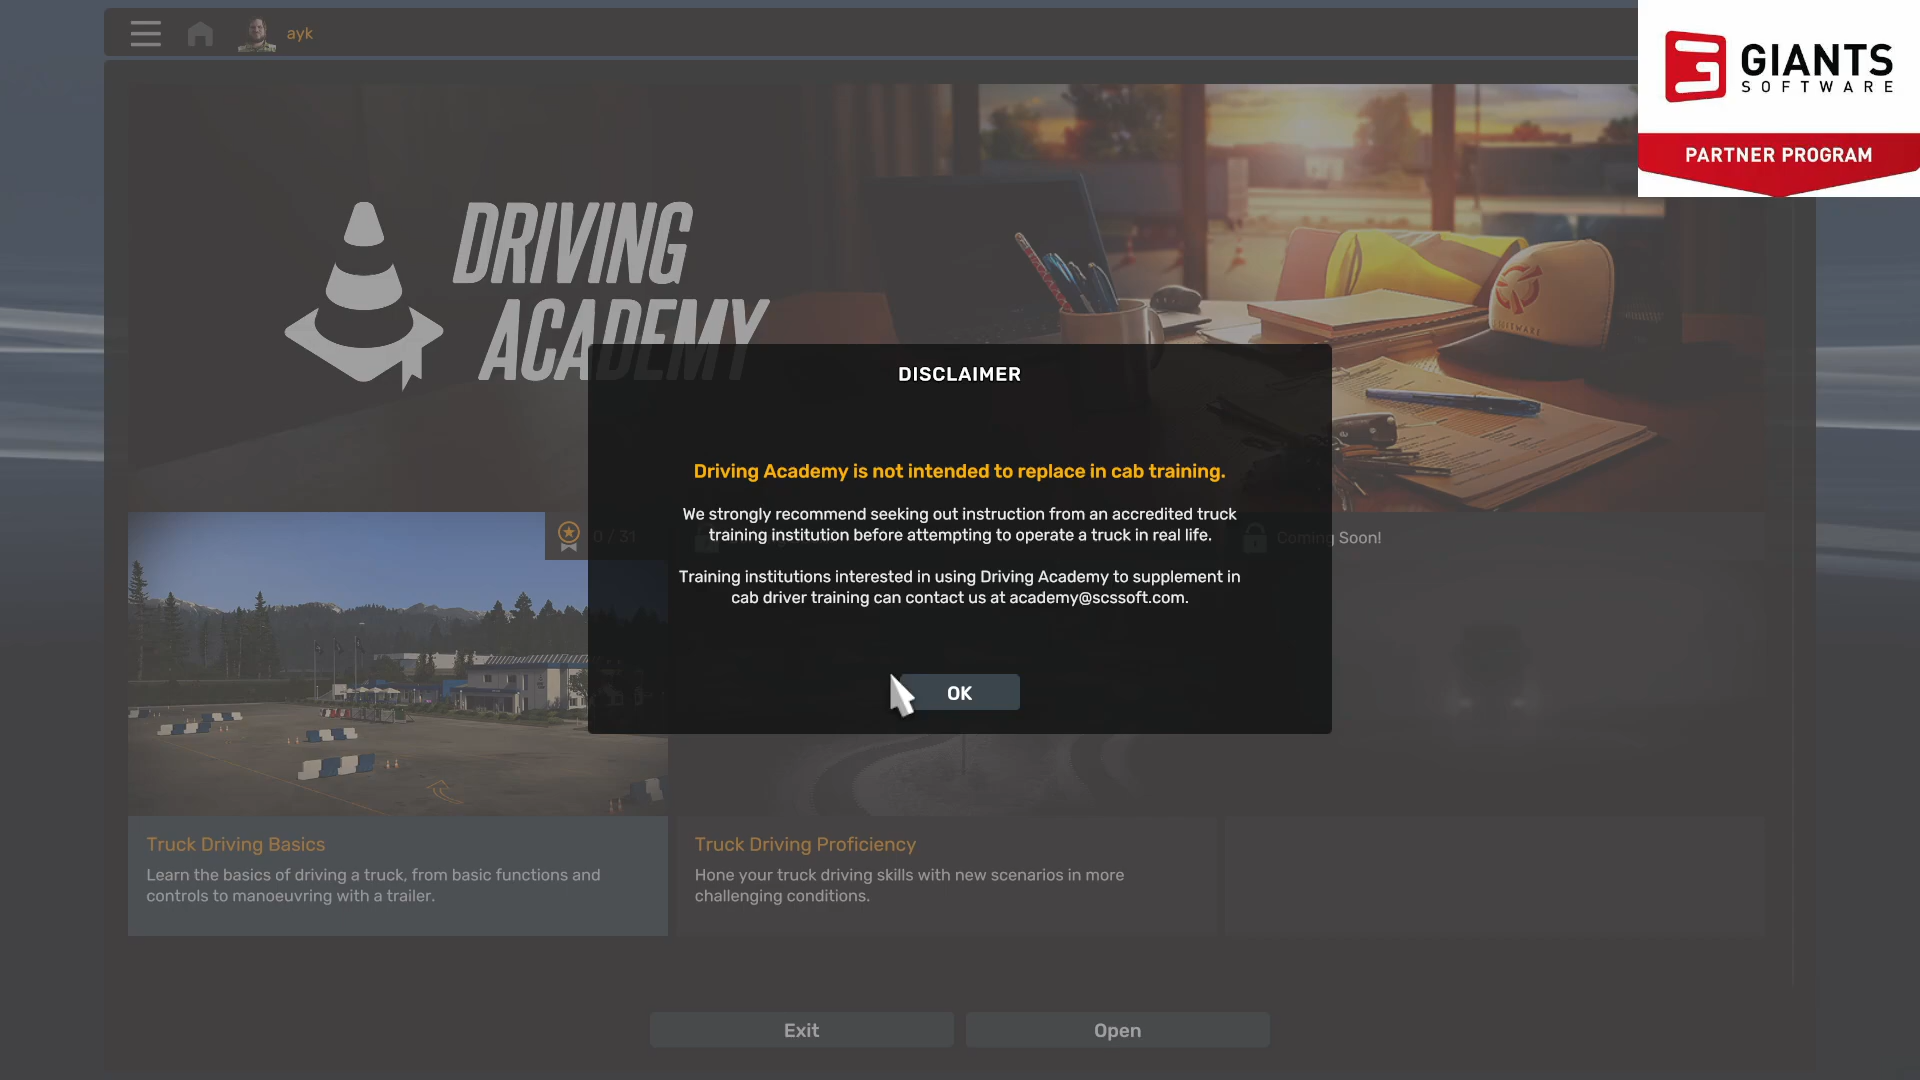 ayk
GIANTS
SOFTWARE
PARTNER PROGRAM
DRIVING
ACADEMY
DISCLAIMER
Driving Academy is not intended to replace in cab training.
We strongly recommend seeking out instruction from an accredited truck
training institution before attempting to operate a truck in real life.
Training institutions interested in using Driving Academy to supplement in
cab driver training can contact us at academy@scssoft.com.
OK
0 / 31
Coming Soon!
Truck Driving Basics
Learn the basics of driving a truck, from basic functions and
controls to manoeuvring with a trailer.
Truck Driving Proficiency
Hone your truck driving skills with new scenarios in more
challenging conditions.
Exit
Open